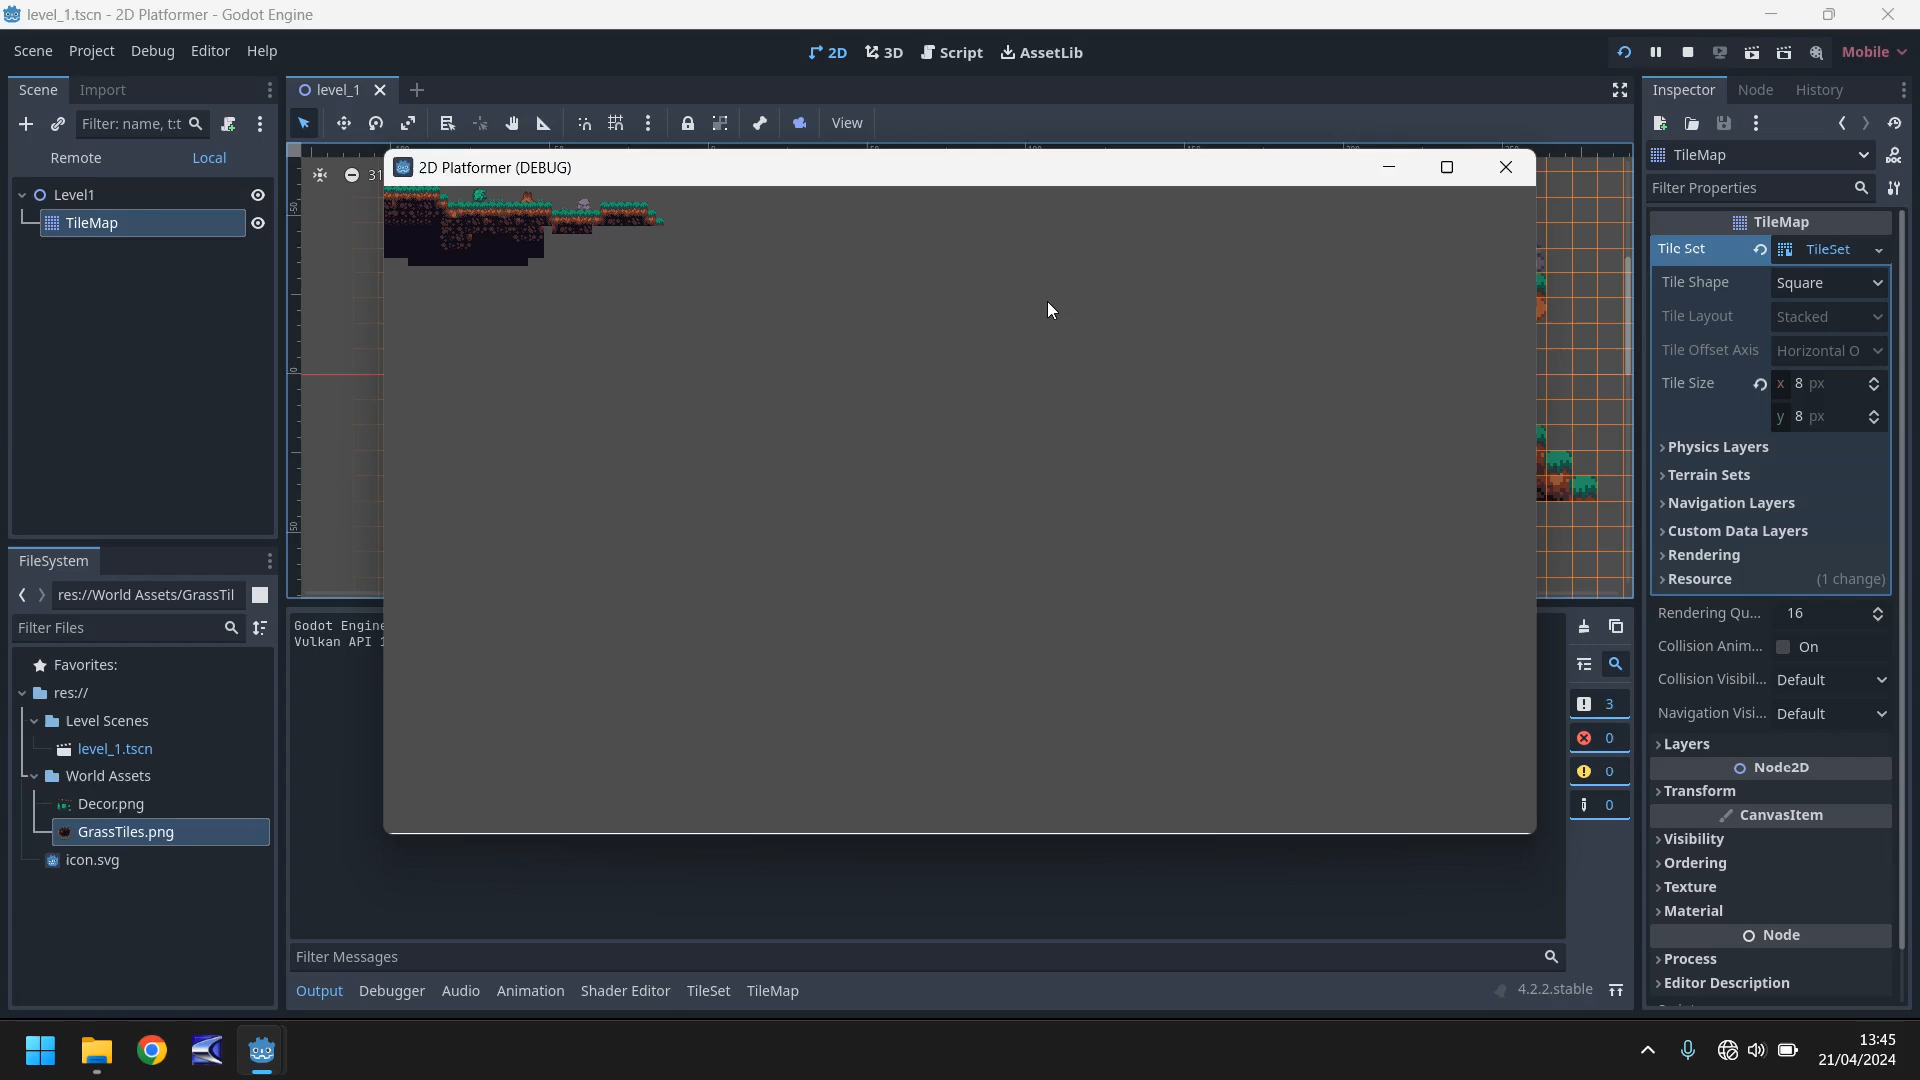 level_1.tscn - 2D Platformer - Godot Engine
Scene Project Debug Editor Help
2D 3D Script AssetLib
Mobile
Scene Import
level_1
Inspector Node History
Filter: name, t:t
View
Remote Local
TileMap
2D Platformer (DEBUG)
Filter Properties
Level1
TileMap
TileMap
Tile Set TileSet
Tile Shape Square
Tile Layout Stacked
Tile Offset Axis Horizontal O
Tile Size x 8 px
y 8 px
Physics Layers
Terrain Sets
Navigation Layers
Custom Data Layers
Rendering
Resource (1 change)
Rendering Qu... 16
Collision Anim... On
Collision Visibil... Default
Navigation Visi... Default
Layers
Node2D
Transform
CanvasItem
Visibility
Ordering
Texture
Material
Node
Process
Editor Description
FileSystem
res://World Assets/GrassTil
Filter Files
Favorites:
res://
Level Scenes
level_1.tscn
World Assets
Decor.png
GrassTiles.png
icon.svg
31
Godot Engine
Vulkan API 1
3
0
0
0
Filter Messages
Output Debugger Audio Animation Shader Editor TileSet TileMap
4.2.2.stable
13:45
21/04/2024